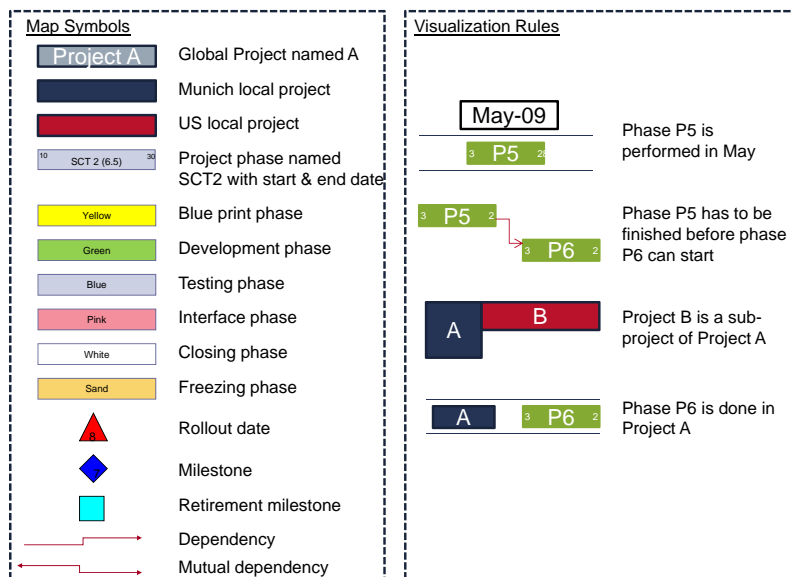 Map Symbols
Project A
Global Project named A
Munich local project
US local project
10 SCT 2 (6.5) 30
Project phase named
SCT2 with start & end date
Yellow
Blue print phase
Green
Development phase
Blue
Testing phase
Pink
Interface phase
White
Closing phase
Sand
Freezing phase
8
Rollout date
7
Milestone
Retirement milestone
Dependency
Mutual dependency
Visualization Rules
May-09
3 P5 28
Phase P5 is
performed in May
3 P5 2
3 P6 2
Phase P5 has to be
finished before phase
P6 can start
A
B
Project B is a sub-
project of Project A
A
3 P6 2
Phase P6 is done in
Project A